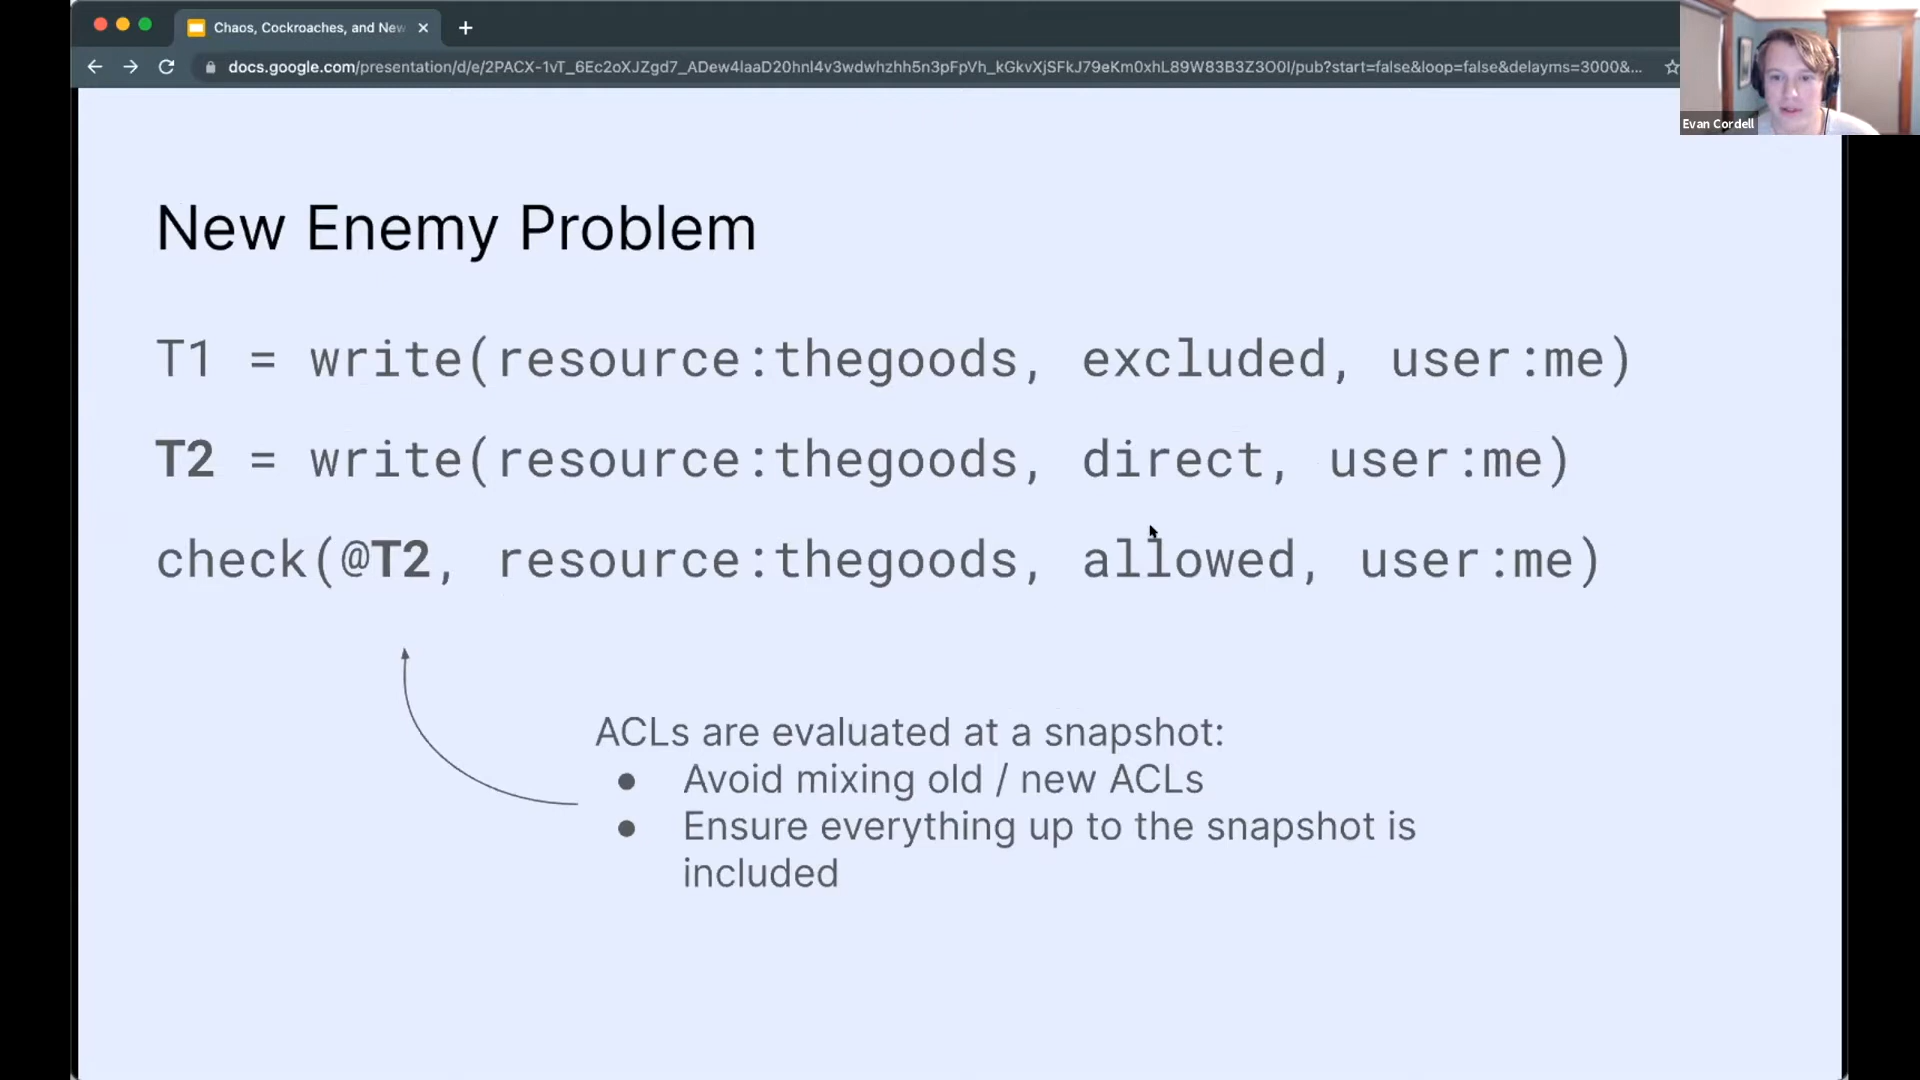 Chaos, Cockroaches, and New
docs.google.com/presentation/d/e/2PACX-1vT_6Ec2oXJZgd7_ADew4IaaD20hnl4v3wdwhzhh5n3pFpVh_kGkvXjSFkJ79eKm0xhL89W83B3Z3O0I/pub?start=false&loop=false&delayms=3000&...
Evan Cordell
New Enemy Problem
T1 = write(resource:thegoods, excluded, user:me)
T2 = write(resource:thegoods, direct, user:me)
check(@T2, resource:thegoods, allowed, user:me)
ACLs are evaluated at a snapshot:
● Avoid mixing old / new ACLs
● Ensure everything up to the snapshot is
included